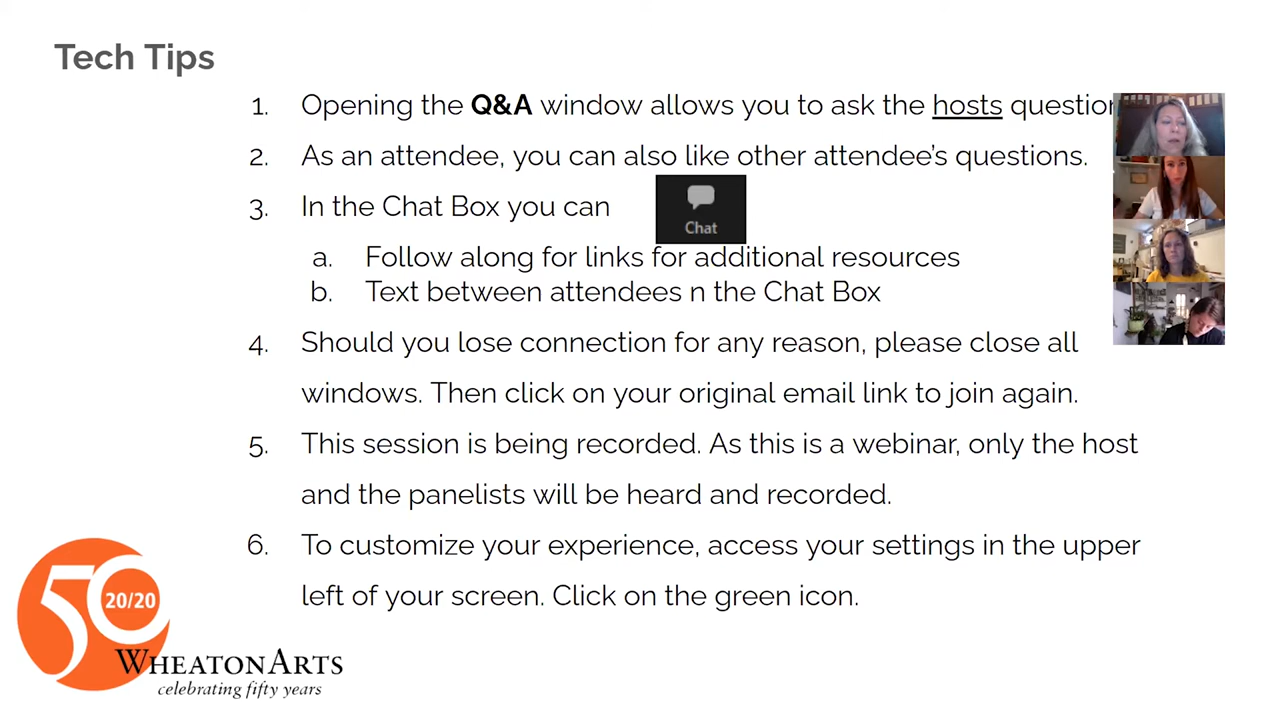 Tech Tips
1. Opening the Q&A window allows you to ask the hosts question
2. As an attendee, you can also like other attendee's questions.
3. In the Chat Box you can
Chat
a. Follow along for links for additional resources
b. Text between attendees n the Chat Box
4. Should you lose connection for any reason, please close all
windows. Then click on your original email link to join again.
5. This session is being recorded. As this is a webinar, only the host
and the panelists will be heard and recorded.
6. To customize your experience, access your settings in the upper
left of your screen. Click on the green icon.
50
20/20
WHEATONARTS
celebrating fifty years